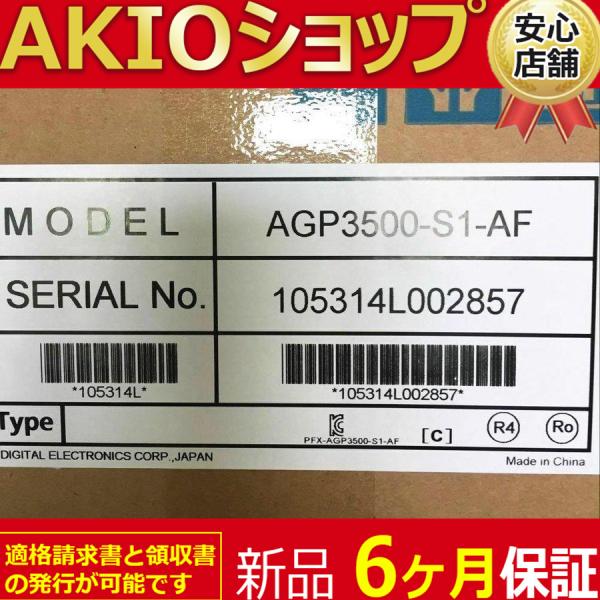 AKIOショップ
安心
店舗
MODEL AGP3500-S1-AF
SERIAL No. 105314L002857
*105314L* *105314L002857*
Type PFX-AGP3500-S1-AF [c] R4 Ro
DIGITAL ELECTRONICS CORP.,JAPAN Made in China
適格請求書と領収書
の発行が可能です
新品 6ヶ月保証